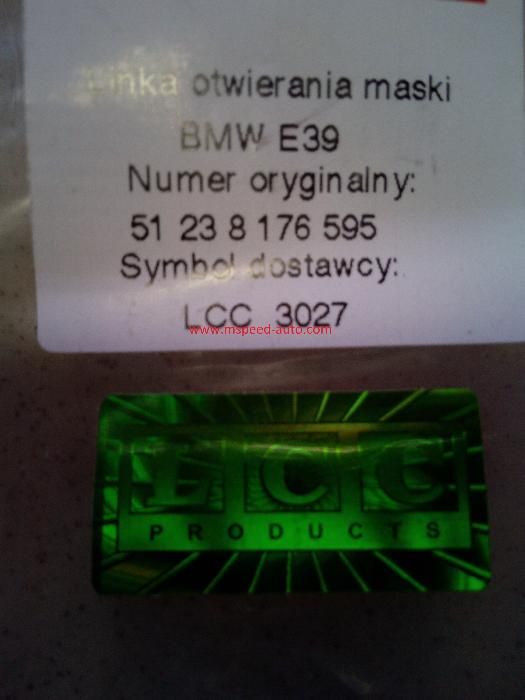 Linka otwierania maski
BMW E39
Numer oryginalny:
51 23 8 176 595
Symbol dostawcy:
LCC 3027
www.mspeed-auto.com
LCC
PRODUCTS